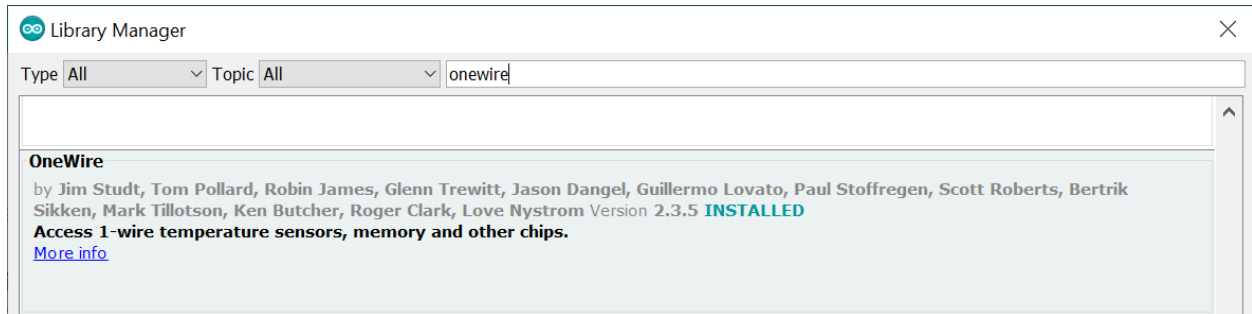 Library Manager
Type All Topic All onewire
OneWire
by Jim Studt, Tom Pollard, Robin James, Glenn Trewitt, Jason Dangel, Guillermo Lovato, Paul Stoffregen, Scott Roberts, Bertrik
Sikken, Mark Tillotson, Ken Butcher, Roger Clark, Love Nystrom Version 2.3.5 INSTALLED
Access 1-wire temperature sensors, memory and other chips.
More info